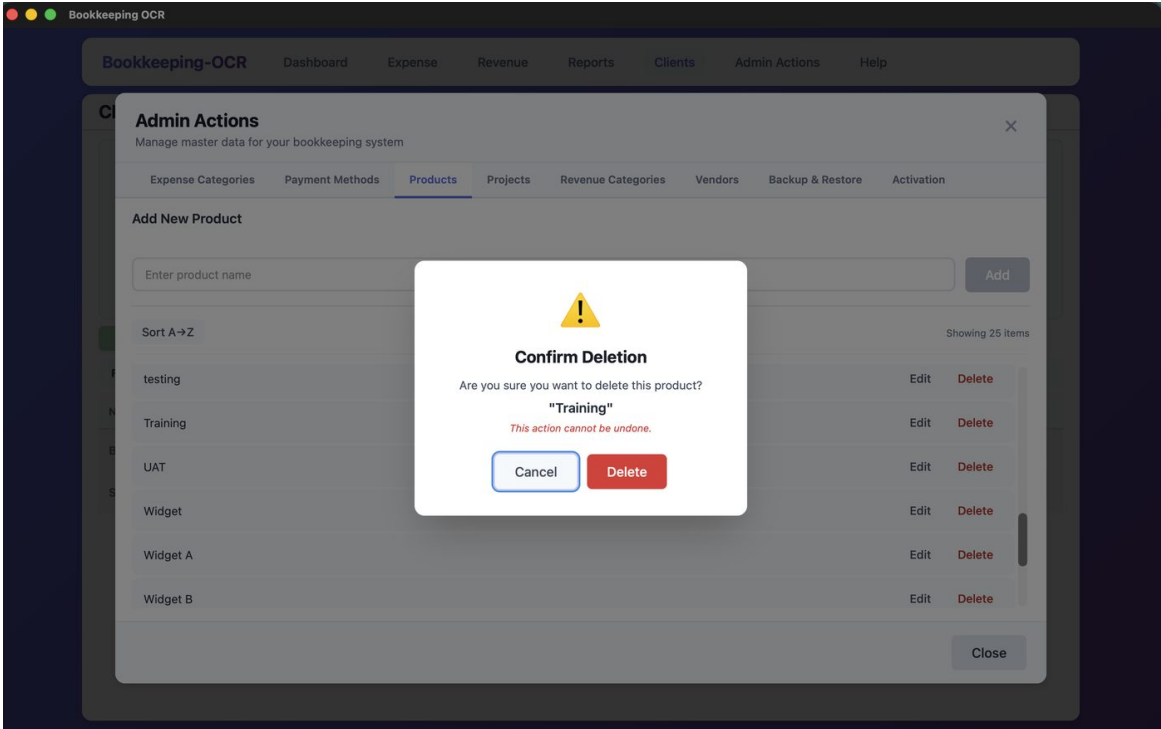 Bookkeeping OCR
Bookkeeping-OCR Dashboard Expense Revenue Reports Clients Admin Actions Help
Admin Actions
Manage master data for your bookkeeping system
Expense Categories Payment Methods Products Projects Revenue Categories Vendors Backup & Restore Activation
Add New Product
Enter product name Add
Sort A→Z Showing 25 items
testing Edit Delete
Training Edit Delete
UAT Edit Delete
Widget Edit Delete
Widget A Edit Delete
Widget B Edit Delete
Close
Confirm Deletion
Are you sure you want to delete this product?
"Training"
This action cannot be undone.
Cancel Delete